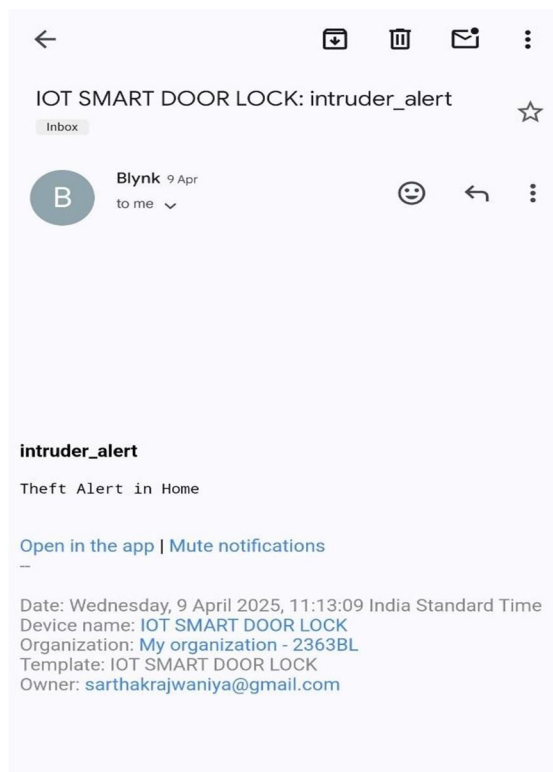 IOT SMART DOOR LOCK: intruder_alert
Inbox
B
Blynk 9 Apr
to me
intruder_alert
Theft Alert in Home
Open in the app | Mute notifications
--
Date: Wednesday, 9 April 2025, 11:13:09 India Standard Time
Device name: IOT SMART DOOR LOCK
Organization: My organization - 2363BL
Template: IOT SMART DOOR LOCK
Owner: sarthakrajwaniya@gmail.com